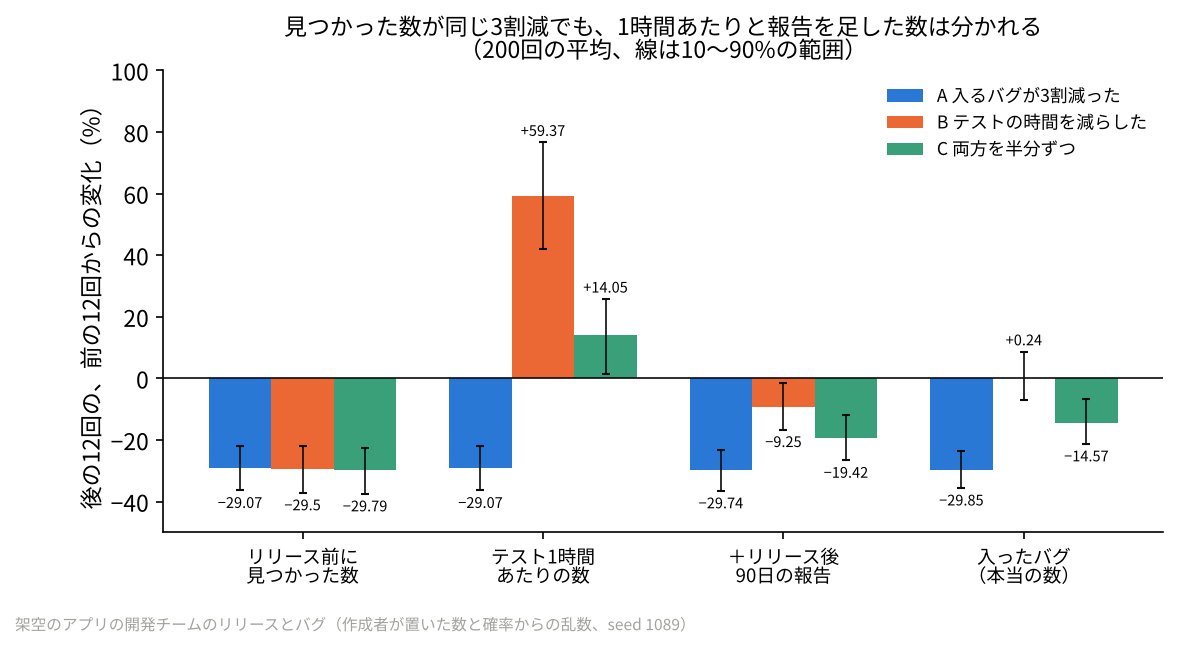 見つかった数が同じ3割減でも、1時間あたりと報告を足した数は分かれる
（200回の平均、線は10〜90%の範囲）
後の12回の、前の12回からの変化（%）
100
80
60
40
20
0
−20
−40
A 入るバグが3割減った
B テストの時間を減らした
C 両方を半分ずつ
−29.07
−29.5
−29.79
−29.07
+59.37
+14.05
−29.74
−9.25
−19.42
−29.85
+0.24
−14.57
リリース前に
見つかった数
テスト1時間
あたりの数
＋リリース後
90日の報告
入ったバグ
（本当の数）
架空のアプリの開発チームのリリースとバグ（作成者が置いた数と確率からの乱数、seed 1089）